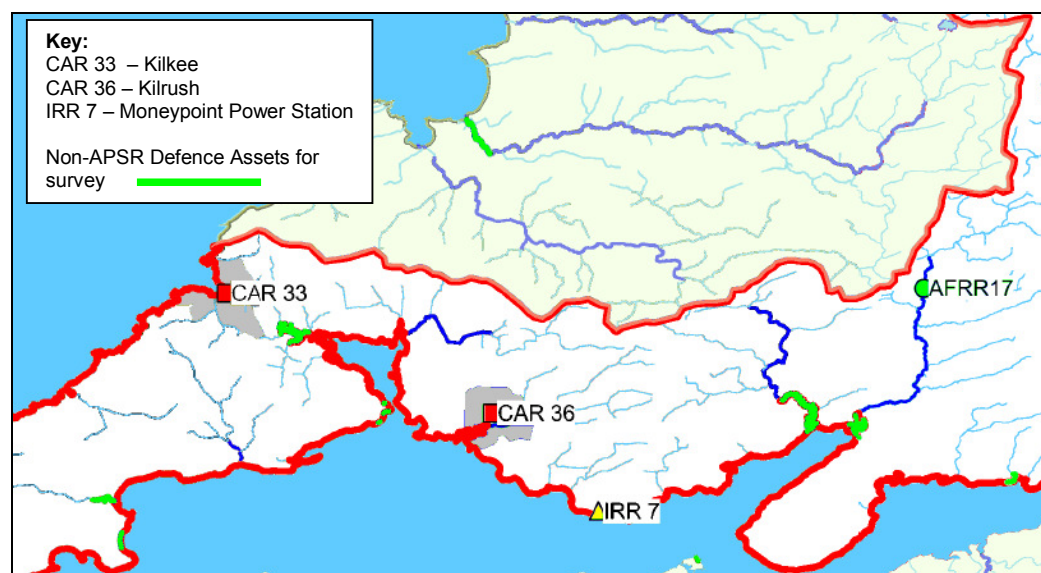 Key:
CAR 33 – Kilkee
CAR 36 – Kilrush
IRR 7 – Moneypoint Power Station
Non-APSR Defence Assets for
survey
CAR 33
AFRR17
CAR 36
IRR 7